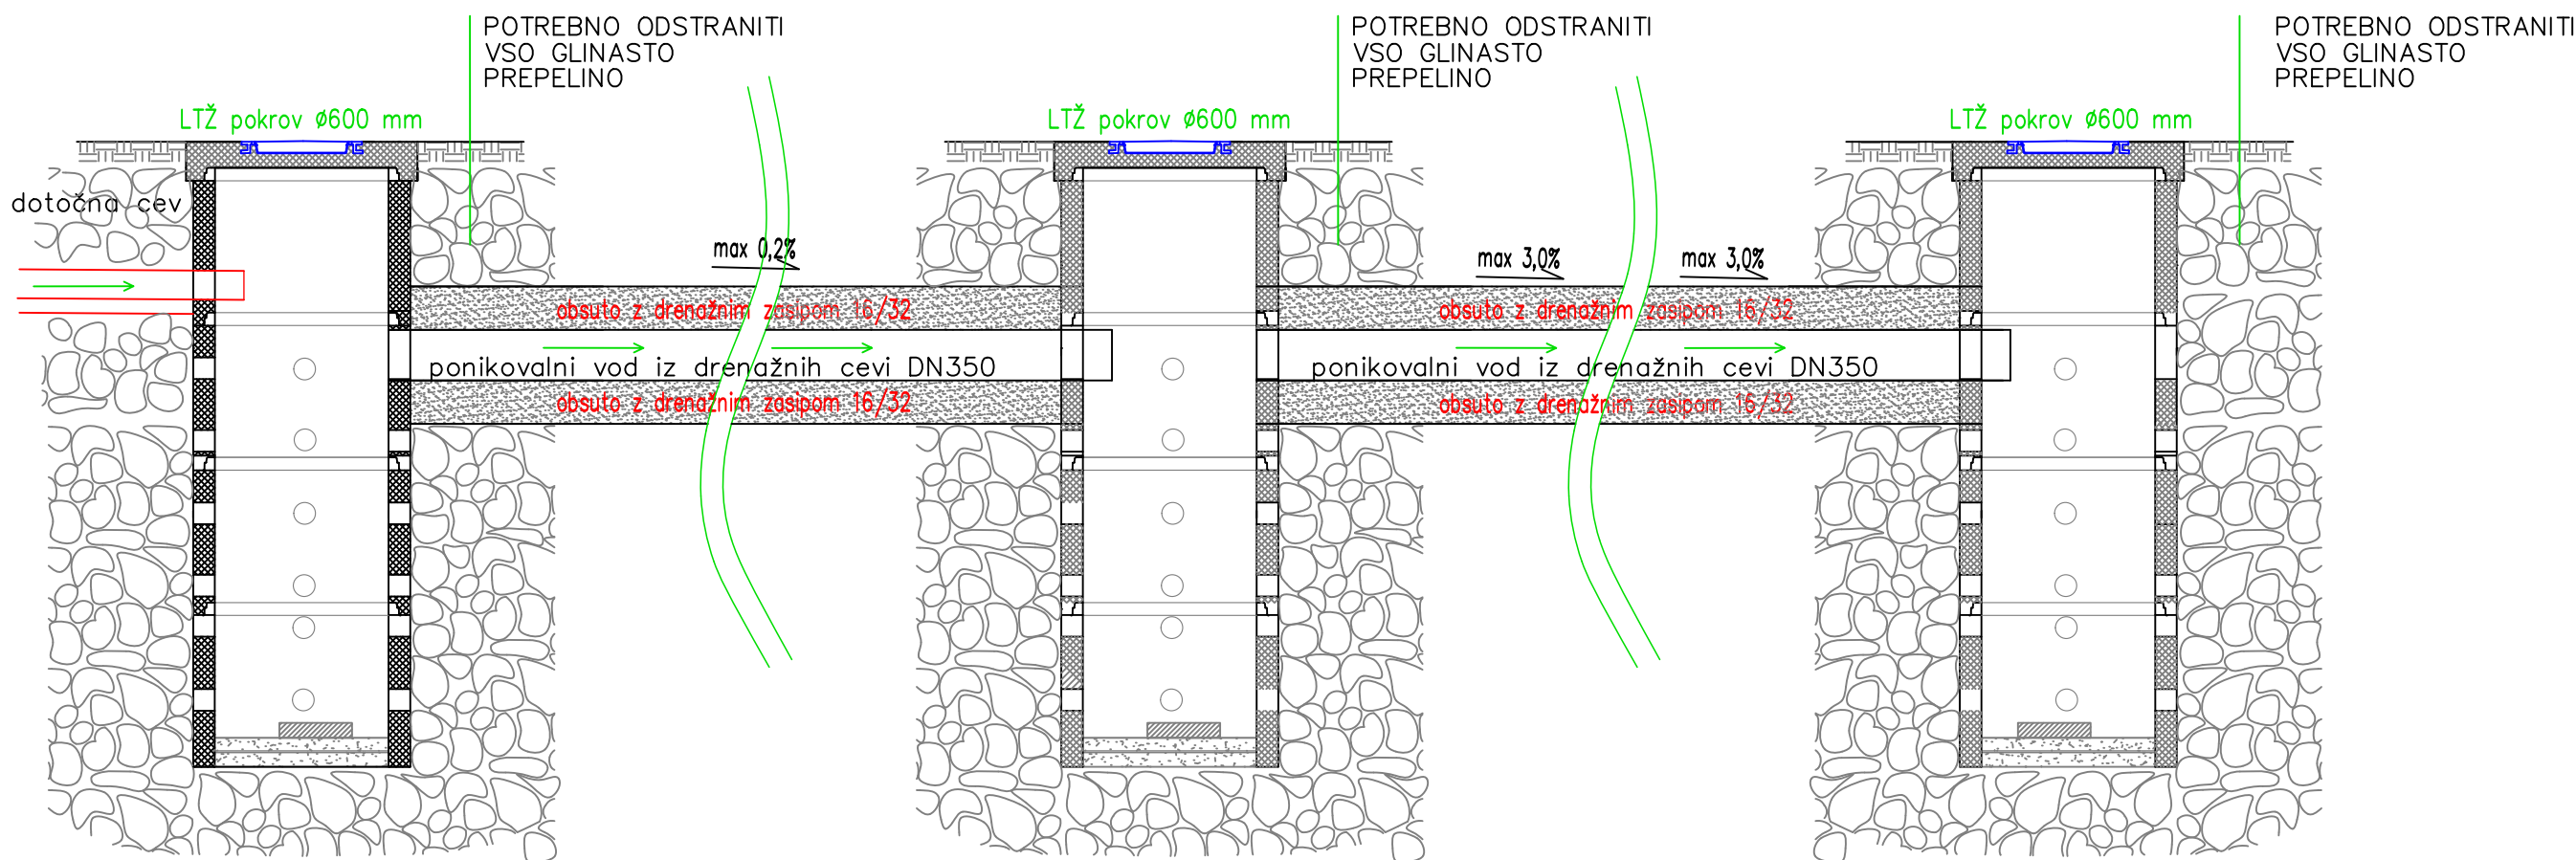 POTREBNO ODSTRANITI
VSO GLINASTO
PREPELINO
POTREBNO ODSTRANITI
VSO GLINASTO
PREPELINO
POTREBNO ODSTRANITI
VSO GLINASTO
PREPELINO
LTŽ pokrov Ø600 mm
LTŽ pokrov Ø600 mm
LTŽ pokrov Ø600 mm
dotočna cev
max 0,2%
max 3,0%
max 3,0%
obsuto z drenažnim zasipom 16/32
obsuto z drenažnim zasipom 16/32
ponikovalni vod iz drenažnih cevi DN350
ponikovalni vod iz drenažnih cevi DN350
obsuto z drenažnim zasipom 16/32
obsuto z drenažnim zasipom 16/32